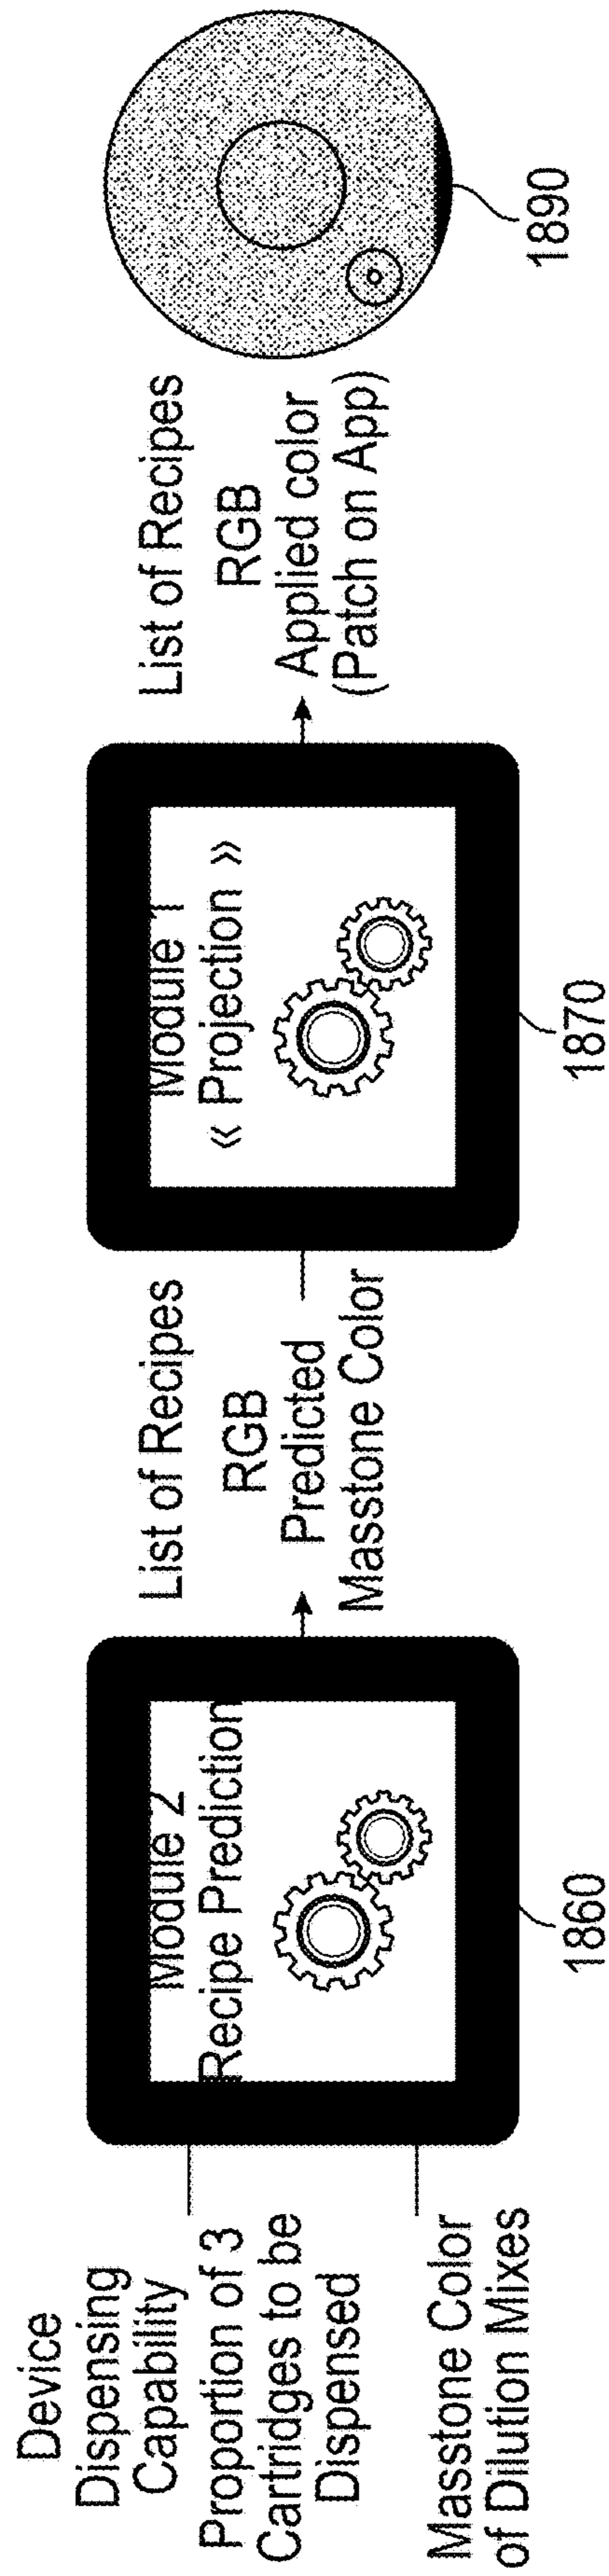 Device
Dispensing
Capability
Proportion of 3
Cartridges to be
Dispensed
Masstone Color
of Dilution Mixes
Module 2
Recipe Prediction
1860
List of Recipes
RGB
Predicted
Masstone Color
Module 1
« Projection »
1870
List of Recipes
RGB
Applied color
(Patch on App)
1890